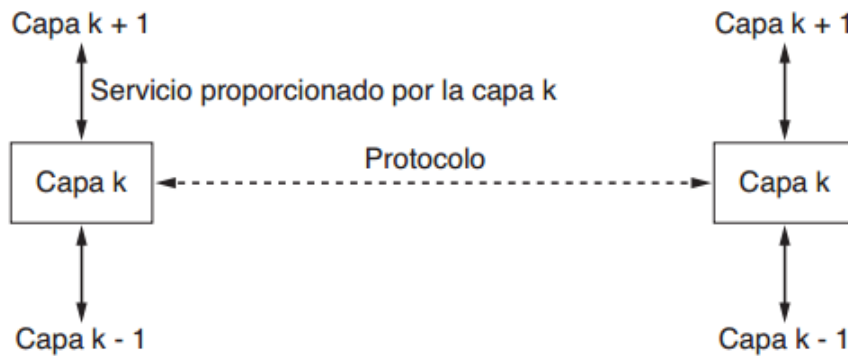 Capa k + 1
Capa k + 1
Servicio proporcionado por la capa k
Protocolo
Capa k
Capa k
Capa k - 1
Capa k - 1